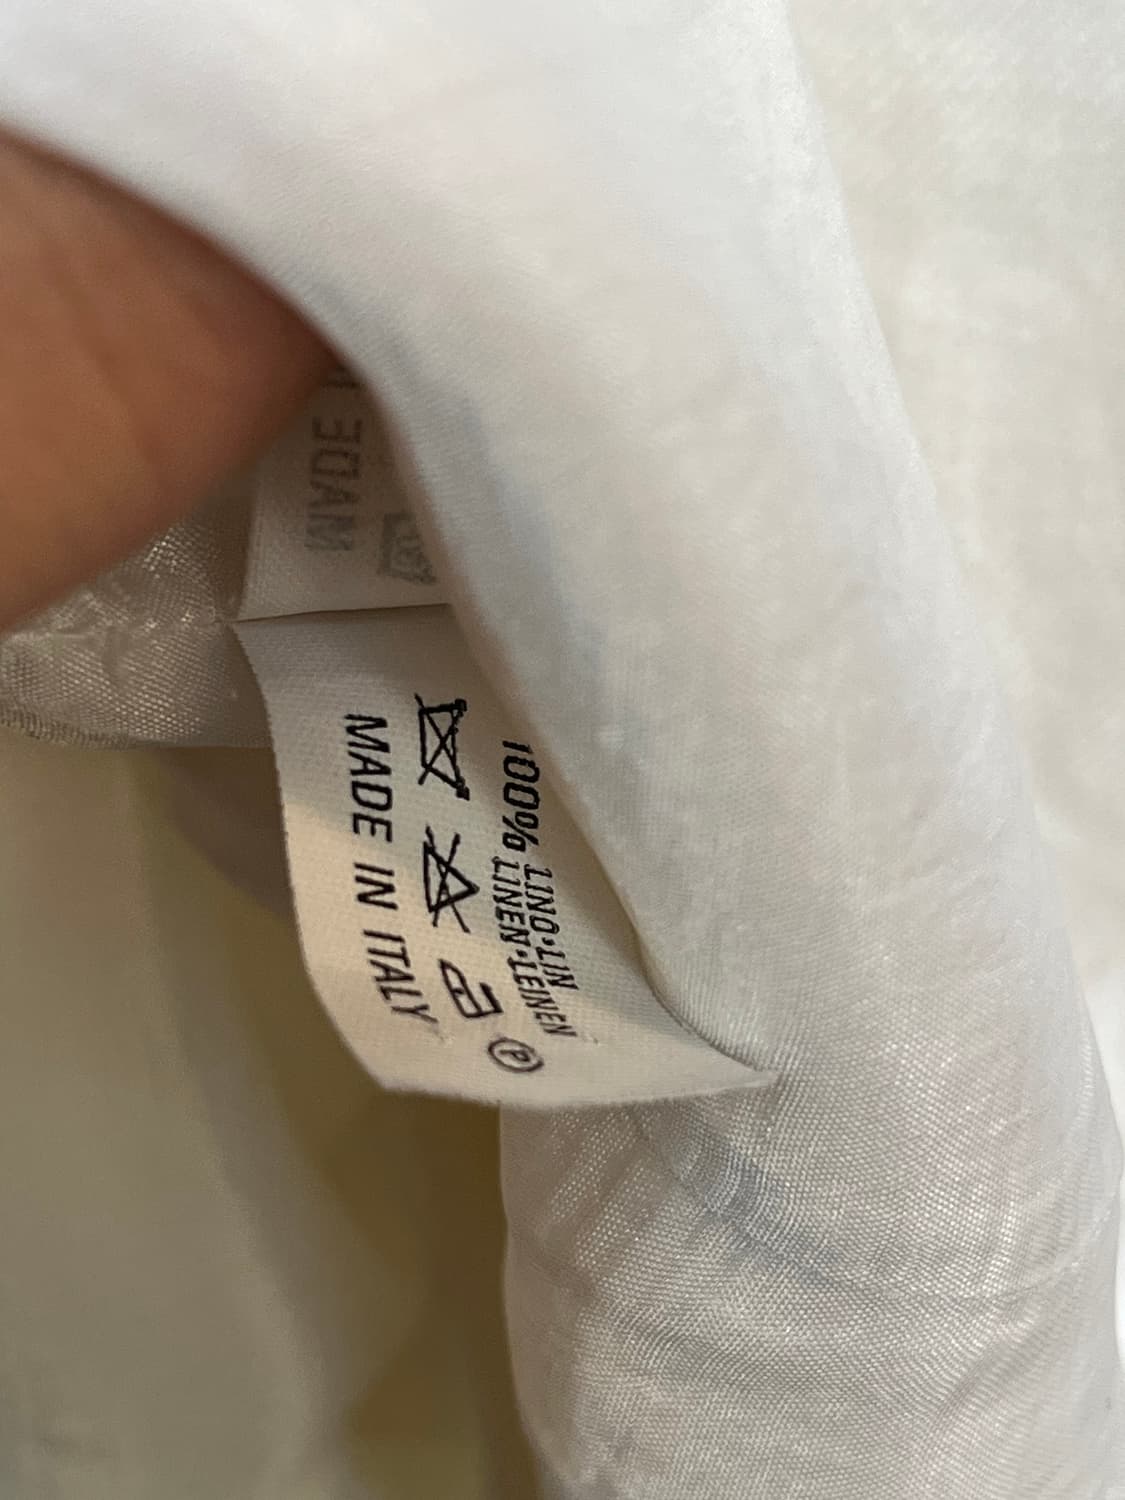 100% LINO·LIN
LINEN·LEINEN
P
MADE IN ITALY
MADE